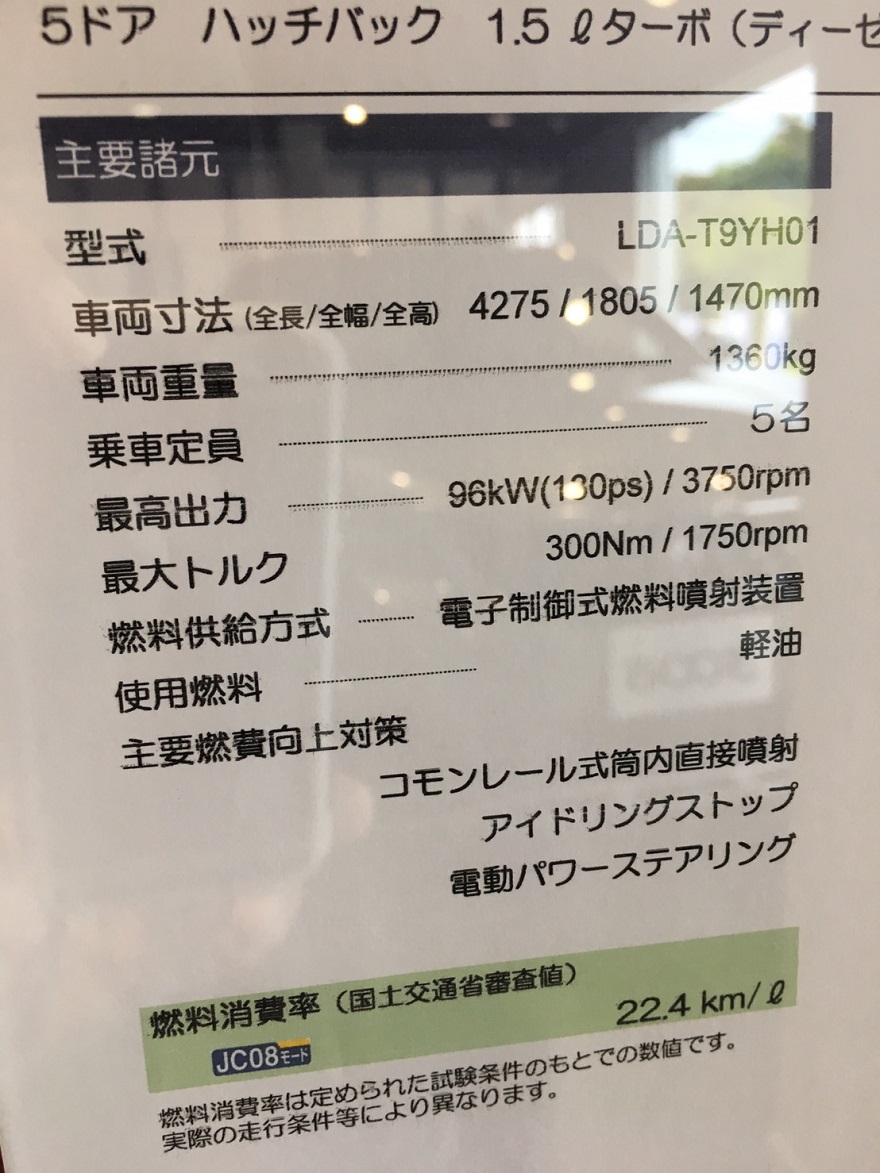 5ドア ハッチバック 1.5 ℓターボ（ディーゼ
主要諸元
型式 LDA-T9YH01
車両寸法 (全長/全幅/全高) 4275 / 1805 / 1470mm
車両重量 1360kg
乗車定員 5名
最高出力 96kW(130ps) / 3750rpm
最大トルク 300Nm / 1750rpm
燃料供給方式 電子制御式燃料噴射装置
使用燃料 軽油
主要燃費向上対策
コモンレール式筒内直接噴射
アイドリングストップ
電動パワーステアリング
燃料消費率（国土交通省審査値）
22.4 km/ℓ
JC08モード
燃料消費率は定められた試験条件のもとでの数値です。
実際の走行条件等により異なります。